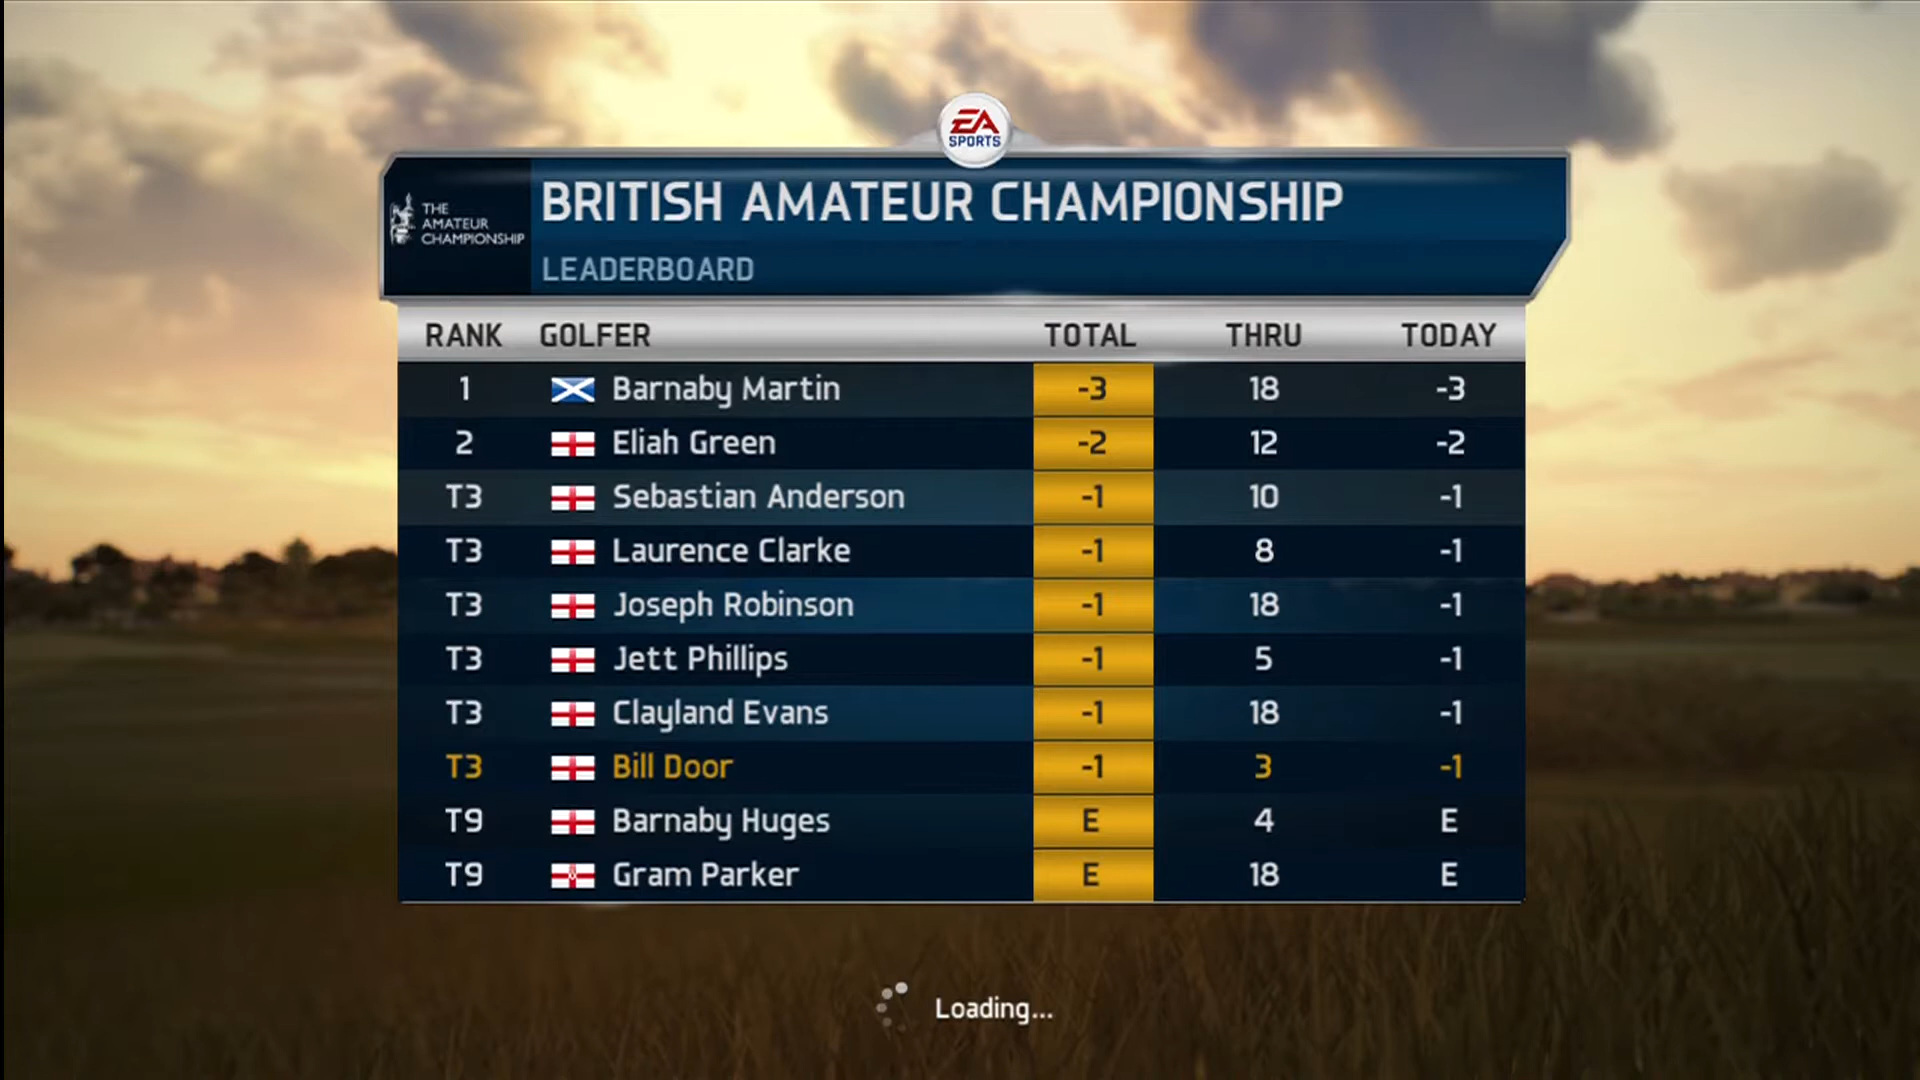 EA
SPORTS
THE
AMATEUR
CHAMPIONSHIP
BRITISH AMATEUR CHAMPIONSHIP
LEADERBOARD
RANK GOLFER TOTAL THRU TODAY
1 Barnaby Martin -3 18 -3
2 Eliah Green -2 12 -2
T3 Sebastian Anderson -1 10 -1
T3 Laurence Clarke -1 8 -1
T3 Joseph Robinson -1 18 -1
T3 Jett Phillips -1 5 -1
T3 Clayland Evans -1 18 -1
T3 Bill Door -1 3 -1
T9 Barnaby Huges E 4 E
T9 Gram Parker E 18 E
Loading...